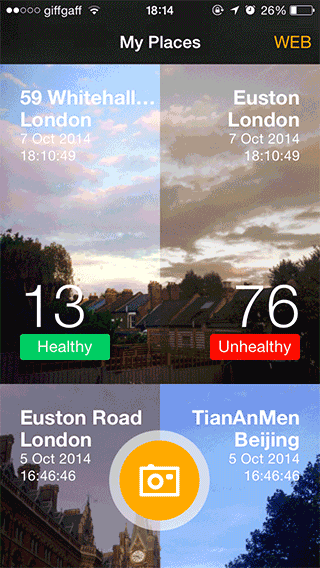 giffgaff 18:14 26%
My Places WEB
59 Whitehall...
London
7 Oct 2014
18:10:49
Euston
London
7 Oct 2014
18:10:49
13
Healthy
76
Unhealthy
Euston Road
London
5 Oct 2014
16:46:46
TianAnMen
Beijing
5 Oct 2014
16:46:46